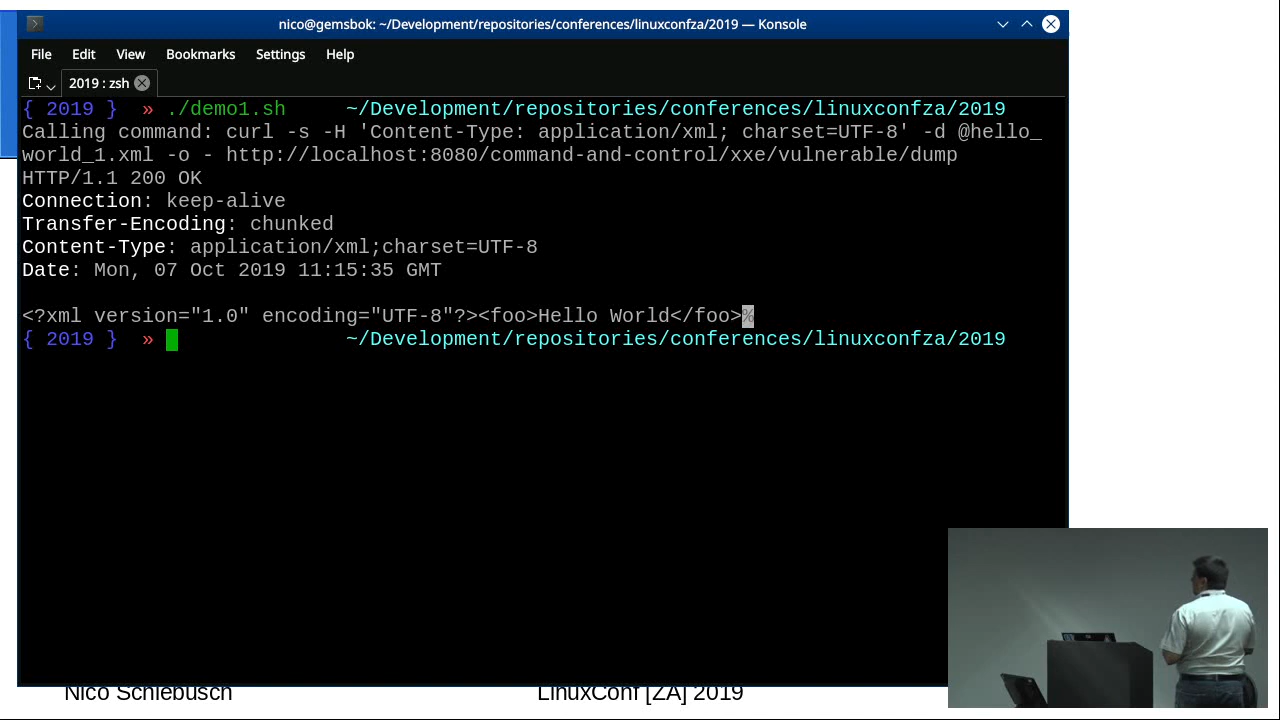 nico@gemsbok: ~/Development/repositories/conferences/linuxconfza/2019 — Konsole
File Edit View Bookmarks Settings Help
2019 : zsh
{ 2019 } » ./demo1.sh ~/Development/repositories/conferences/linuxconfza/2019
Calling command: curl -s -H 'Content-Type: application/xml; charset=UTF-8' -d @hello_
world_1.xml -o - http://localhost:8080/command-and-control/xxe/vulnerable/dump
HTTP/1.1 200 OK
Connection: keep-alive
Transfer-Encoding: chunked
Content-Type: application/xml;charset=UTF-8
Date: Mon, 07 Oct 2019 11:15:35 GMT
<?xml version="1.0" encoding="UTF-8"?><foo>Hello World</foo>%
{ 2019 } » ~/Development/repositories/conferences/linuxconfza/2019
Nico Schlebusch LinuxConf [ZA] 2019